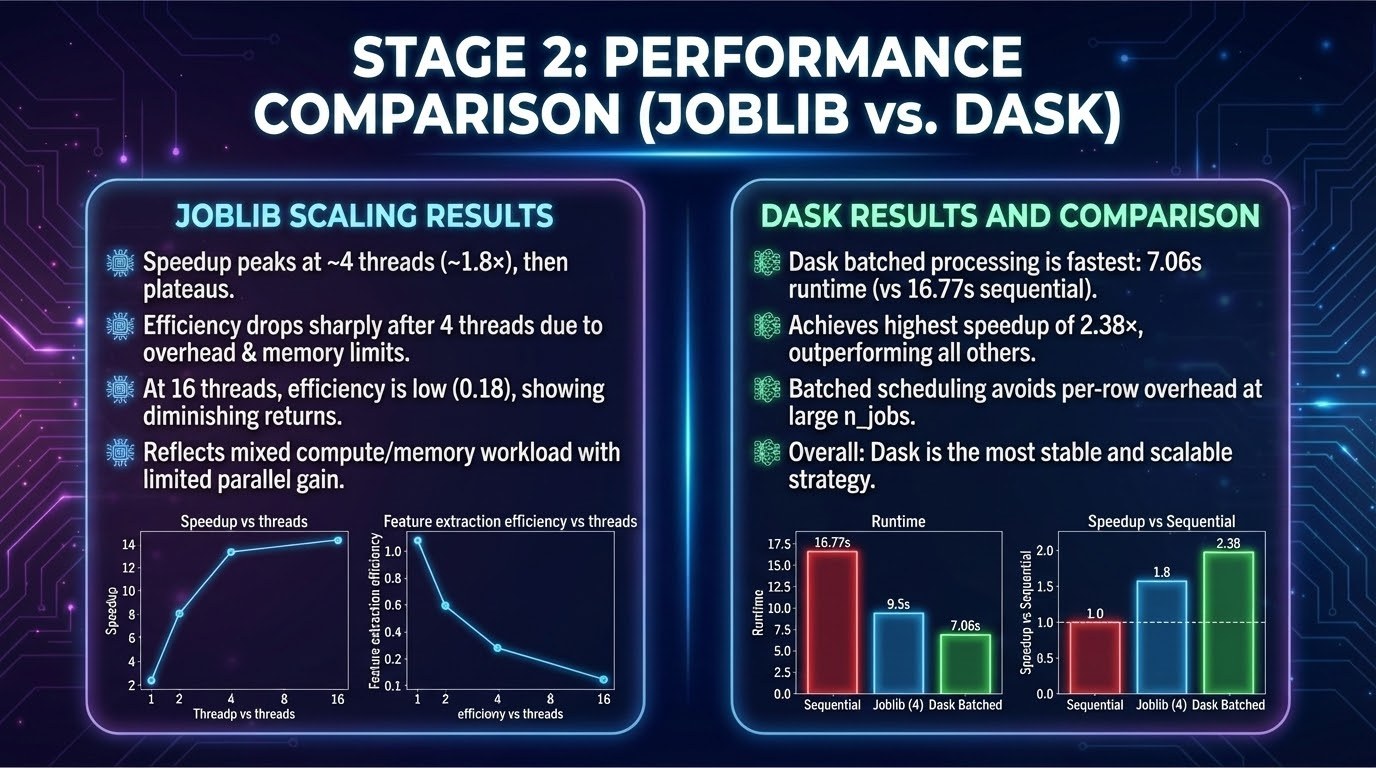 STAGE 2: PERFORMANCE
COMPARISON (JOBLIB vs. DASK)
JOBLIB SCALING RESULTS
Speedup peaks at ~4 threads (~1.8×), then
plateaus.
Efficiency drops sharply after 4 threads due to
overhead & memory limits.
At 16 threads, efficiency is low (0.18), showing
diminishing returns.
Reflects mixed compute/memory workload with
limited parallel gain.
Speedup vs threads
14
12
10
8
6
4
2
Speedup
1 2 4 8 16
Threadp vs threads
Feature extraction efficiency vs threads
1.0
0.8
0.6
0.4
0.2
0.1
Feature extraction efficiency
1 2 4 8 16
efficiony vs threads
DASK RESULTS AND COMPARISON
Dask batched processing is fastest: 7.06s
runtime (vs 16.77s sequential).
Achieves highest speedup of 2.38×,
outperforming all others.
Batched scheduling avoids per-row overhead at
large n_jobs.
Overall: Dask is the most stable and scalable
strategy.
Runtime
17.5
15.0
10.0
7.5
5.0
2.5
0.0
Runtime
16.77s
9.5s
7.06s
Sequential Joblib (4) Dask Batched
Speedup vs Sequential
2.0
1.5
1.0
0.5
0.0
Speedup vs Sequential
1.0
1.8
2.38
Sequential Joblib (4) Dask Batched